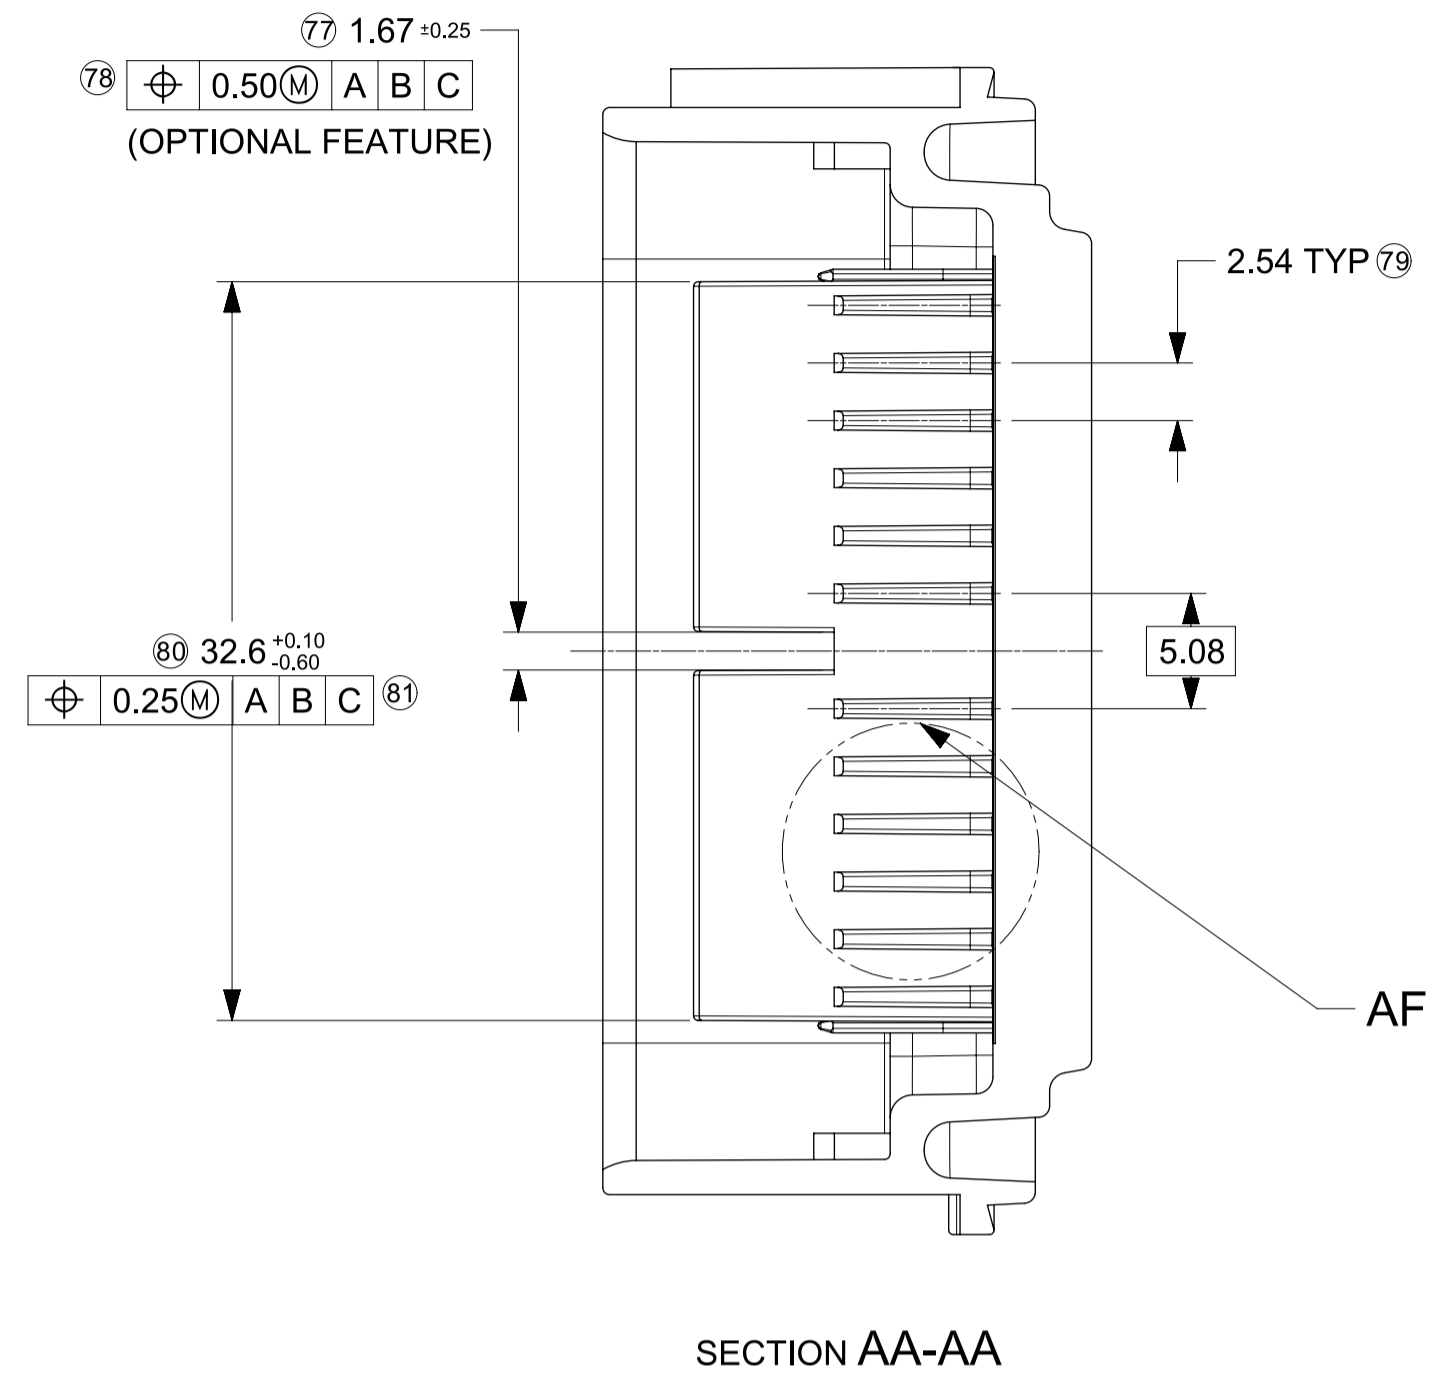 77 1.67 ±0.25
78 ⌖ 0.50Ⓜ A B C
(OPTIONAL FEATURE)
2.54 TYP 79
80 32.6 +0.10 -0.60
⌖ 0.25Ⓜ A B C 81
5.08
AF
SECTION AA-AA